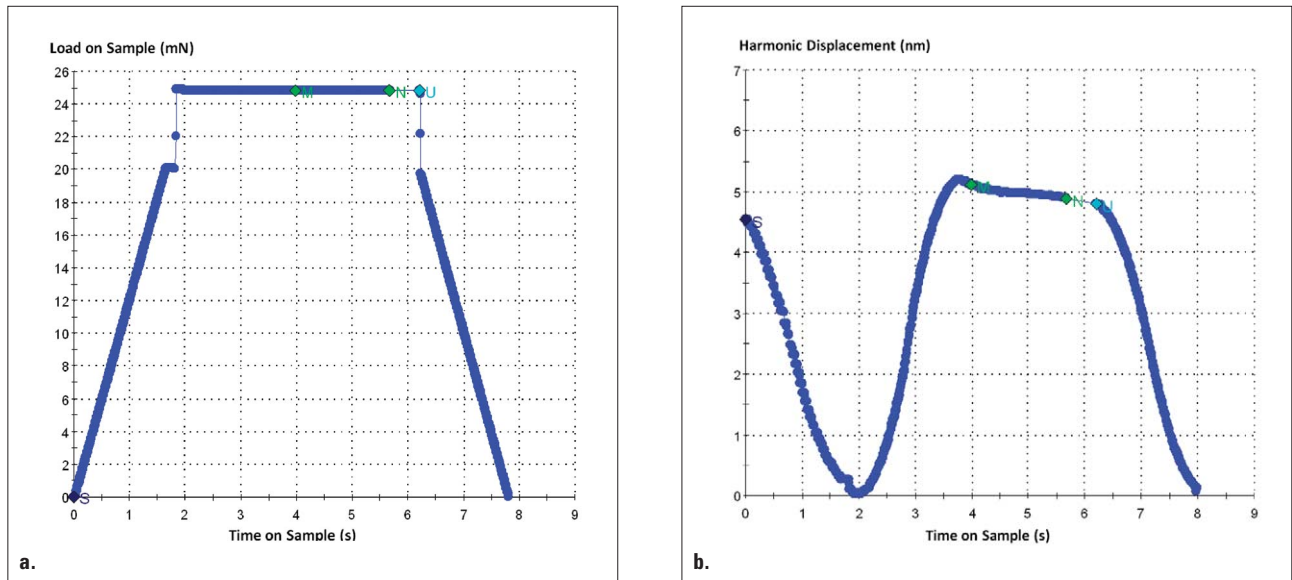 Load on Sample (mN)
26
24
22
20
18
16
14
12
10
8
6
4
2
0
M
N
U
S
0 1 2 3 4 5 6 7 8 9
Time on Sample (s)
a.
Harmonic Displacement (nm)
7
6
5
4
3
2
1
0
S
M
N
U
0 1 2 3 4 5 6 7 8 9
Time on Sample (s)
b.